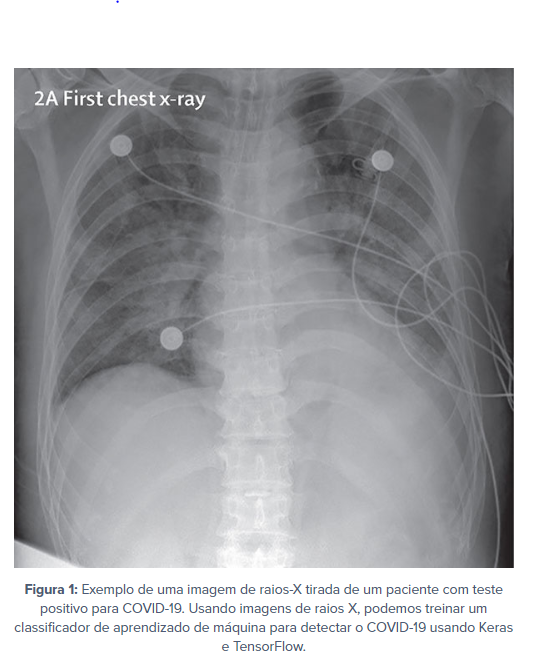 2A First chest x-ray
Figura 1: Exemplo de uma imagem de raios-X tirada de um paciente com teste
positivo para COVID-19. Usando imagens de raios X, podemos treinar um
classificador de aprendizado de máquina para detectar o COVID-19 usando Keras
e TensorFlow.